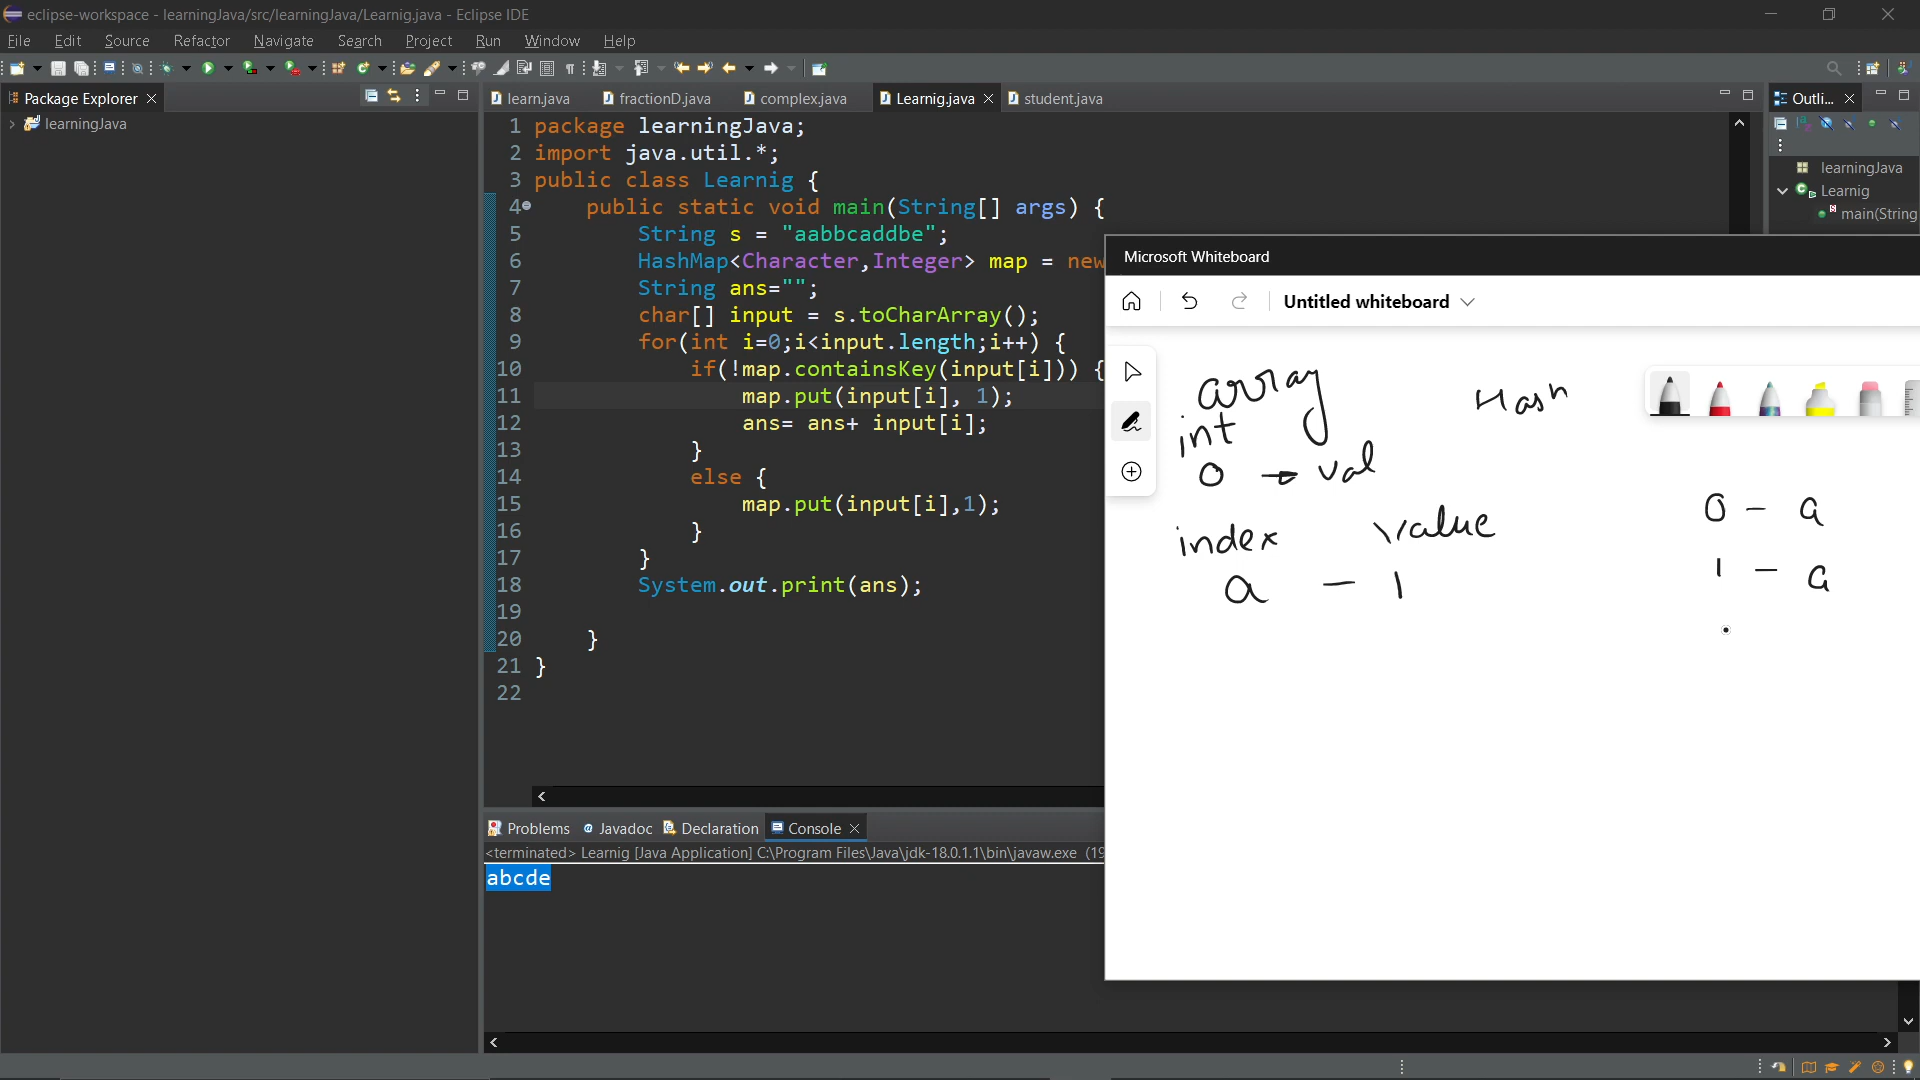 eclipse-workspace - learningJava/src/learningJava/Learnig.java - Eclipse IDE
File Edit Source Refactor Navigate Search Project Run Window Help
Package Explorer
learningJava
learn.java fractionD.java complex.java Learnig.java student.java
Outli...
learningJava
Learnig
main(String
1 package learningJava;
2 import java.util.*;
3 public class Learnig {
4 public static void main(String[] args) {
5 String s = "aabbcaddbe";
6 HashMap<Character,Integer> map = new
7 String ans="";
8 char[] input = s.toCharArray();
9 for(int i=0;i<input.length;i++) {
10 if(!map.containsKey(input[i])) {
11 map.put(input[i], 1);
12 ans= ans+ input[i];
13 }
14 else {
15 map.put(input[i],1);
16 }
17 }
18 System.out.print(ans);
19
20 }
21 }
22
Microsoft Whiteboard
Untitled whiteboard
array Hash
int
0 → val
0 - a
index value
1 - a
a - 1
Problems Javadoc Declaration Console
<terminated> Learnig [Java Application] C:\Program Files\Java\jdk-18.0.1.1\bin\javaw.exe (19
abcde